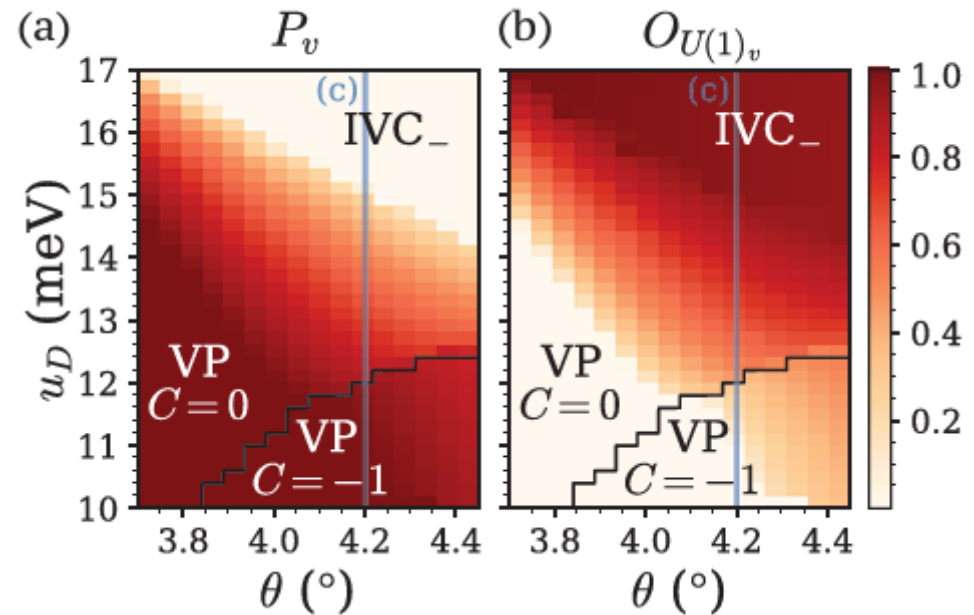 (a) P_v (b) O_{U(1)_v}
17 (c) (c) 1.0
16 IVC_− IVC_−
0.8
15
14 0.6
13
VP VP 0.4
12
C = 0 C = 0
11 VP VP 0.2
C = −1 C = −1
10
u_D (meV)
3.8 4.0 4.2 4.4 3.8 4.0 4.2 4.4
θ (°) θ (°)